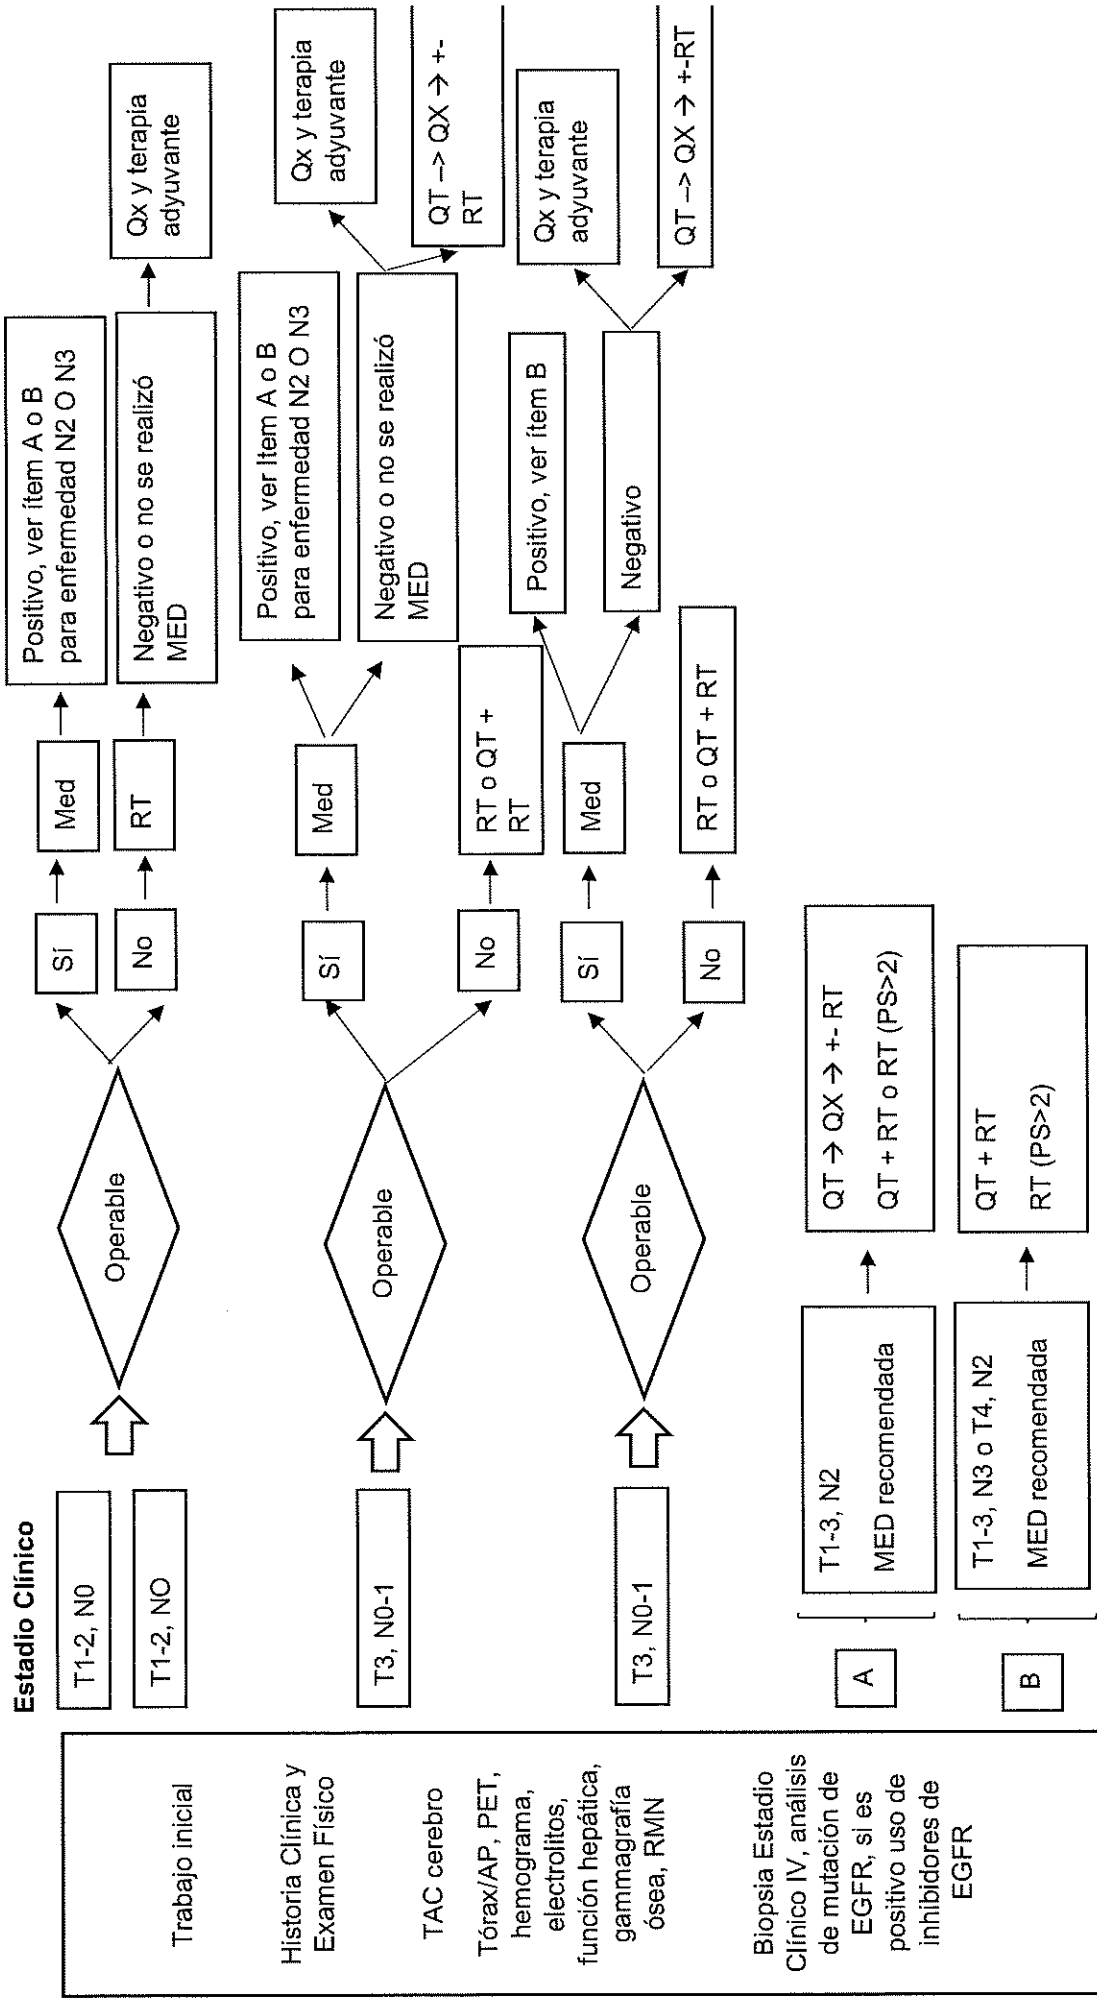 Estadio Clínico
Trabajo inicial
Historia Clínica y
Examen Físico
TAC cerebro
Tórax/AP, PET,
hemograma,
electrolitos,
función hepática,
gammagrafía
ósea, RMN
Biopsia Estadio
Clínico IV, análisis
de mutación de
EGFR, si es
positivo uso de
inhibidores de
EGFR
T1-2, N0
T1-2, NO
Operable
Sí
Med
Positivo, ver ítem A o B
para enfermedad N2 O N3
No
RT
Negativo o no se realizó
MED
Qx y terapia
adyuvante
T3, N0-1
Operable
Sí
Med
Positivo, ver Item A o B
para enfermedad N2 O N3
Negativo o no se realizó
MED
Qx y terapia
adyuvante
QT --> QX → +-
RT
No
RT o QT +
RT
T3, N0-1
Operable
Sí
Med
Positivo, ver ítem B
Negativo
Qx y terapia
adyuvante
QT --> QX → +-RT
No
RT o QT + RT
A
T1-3, N2
MED recomendada
QT → QX → +- RT
QT + RT o RT (PS>2)
B
T1-3, N3 o T4, N2
MED recomendada
QT + RT
RT (PS>2)